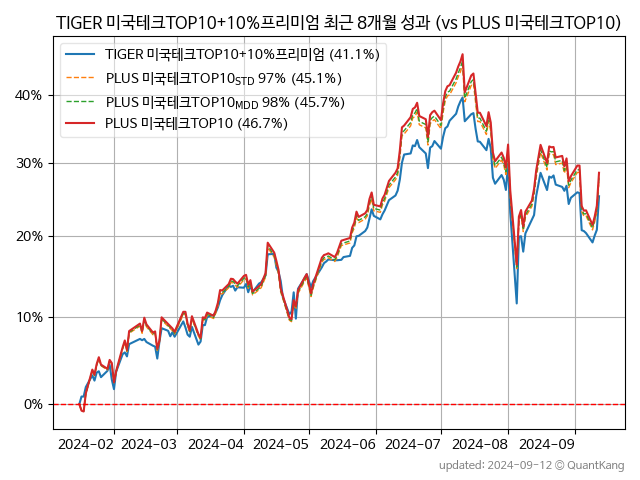 TIGER 미국테크TOP10+10%프리미엄 최근 8개월 성과 (vs PLUS 미국테크TOP10)
TIGER 미국테크TOP10+10%프리미엄 (41.1%)
PLUS 미국테크TOP10STD 97% (45.1%)
PLUS 미국테크TOP10MDD 98% (45.7%)
PLUS 미국테크TOP10 (46.7%)
40%
30%
20%
10%
0%
2024-02 2024-03 2024-04 2024-05 2024-06 2024-07 2024-08 2024-09
updated: 2024-09-12 © QuantKang